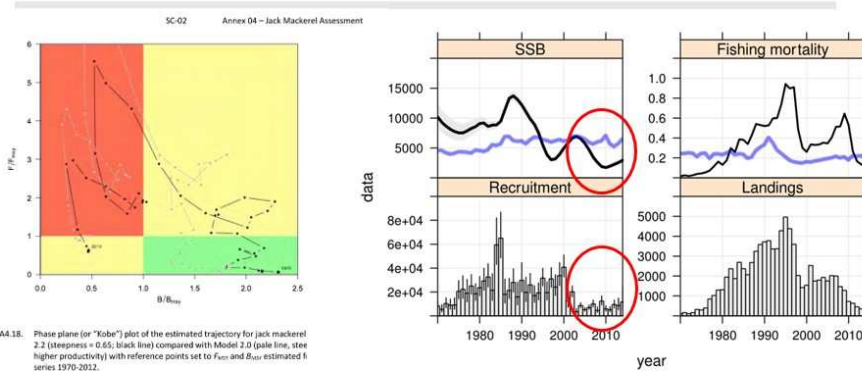 SC-02 Annex 04 – Jack Mackerel Assessment
6
5
4
3
2
1
0
F/Fmsy
0.0 0.5 1.0 1.5 2.0 2.5
B/Bmsy
A4.18. Phase plane (or "Kobe") plot of the estimated trajectory for jack mackerel
2.2 (steepness = 0.65; black line) compared with Model 2.0 (pale line, stee
higher productivity) with reference points set to FMSY and BMSY estimated f
series 1970-2012.
SSB
15000
10000
5000
Fishing mortality
1.0
0.8
0.6
0.4
0.2
data
Recruitment
8e+04
6e+04
4e+04
2e+04
Landings
5000
4000
3000
2000
1000
1980 1990 2000 2010
1980 1990 2000 2010
year